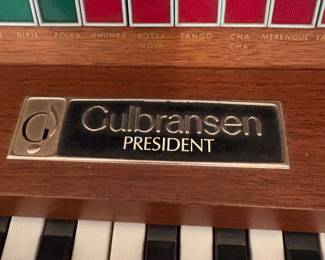 DIXIE POLKA RHUMBA BOSSA NOVA TANGO CHA CHA MERENGUE
G Gulbransen
PRESIDENT